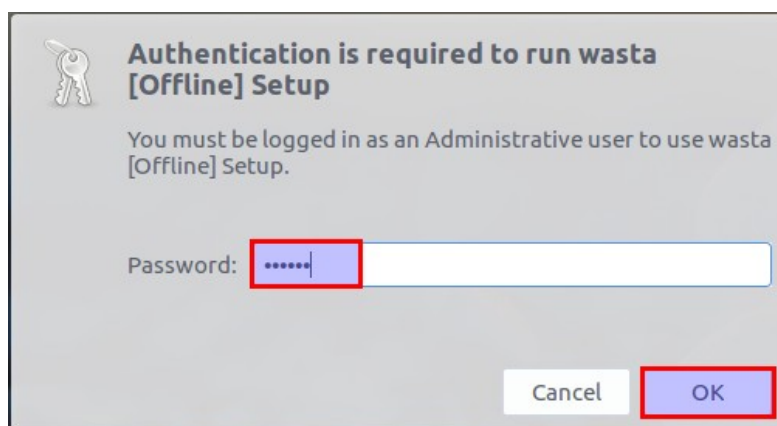 Authentication is required to run wasta
[Offline] Setup
You must be logged in as an Administrative user to use wasta
[Offline] Setup.
Password: ••••••
Cancel OK